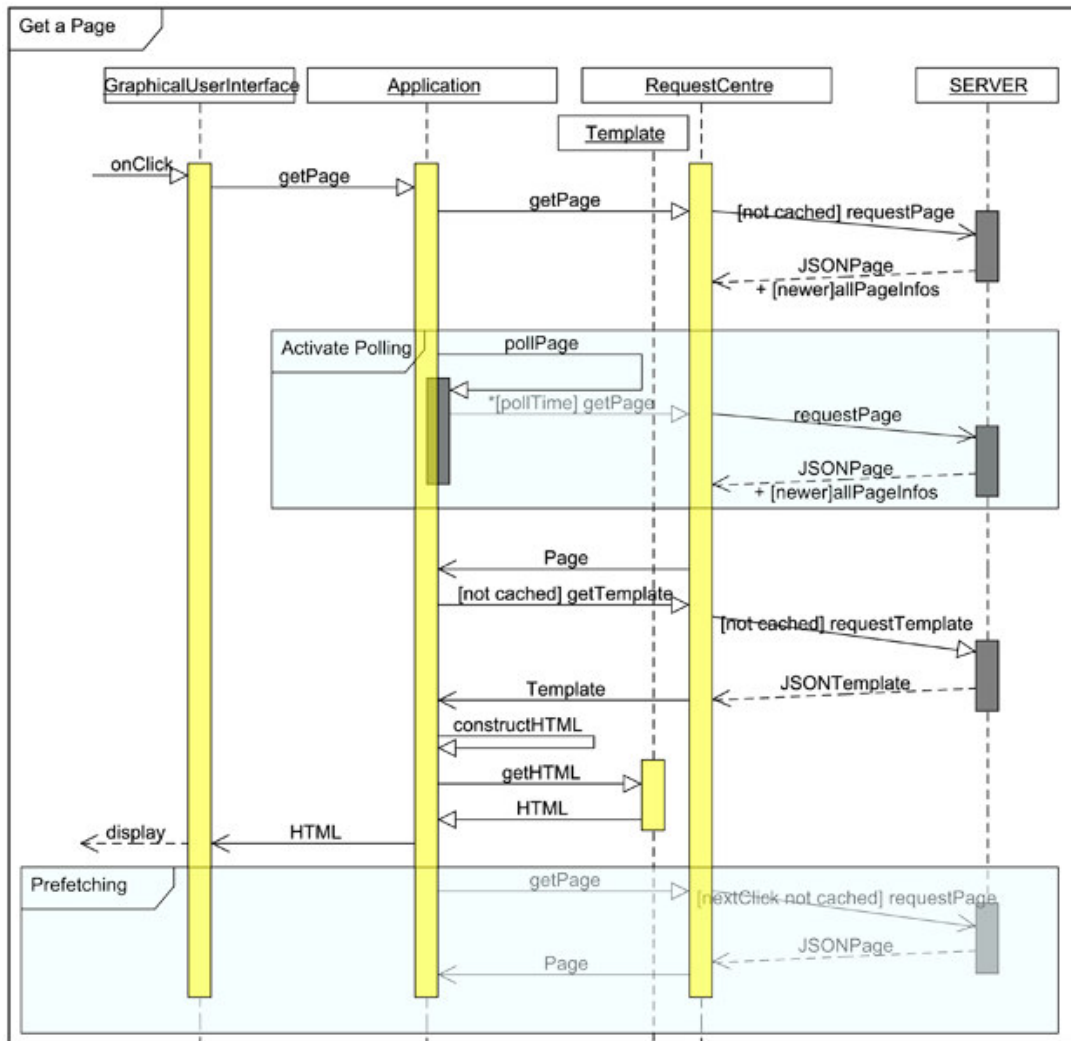 Get a Page
GraphicalUserInterface
Application
RequestCentre
SERVER
Template
onClick
getPage
getPage
[not cached] requestPage
JSONPage
+ [newer]allPageInfos
Activate Polling
pollPage
*[pollTime] getPage
requestPage
JSONPage
+ [newer]allPageInfos
Page
[not cached] getTemplate
[not cached] requestTemplate
JSONTemplate
Template
constructHTML
getHTML
HTML
HTML
display
Prefetching
getPage
[nextClick not cached] requestPage
JSONPage
Page